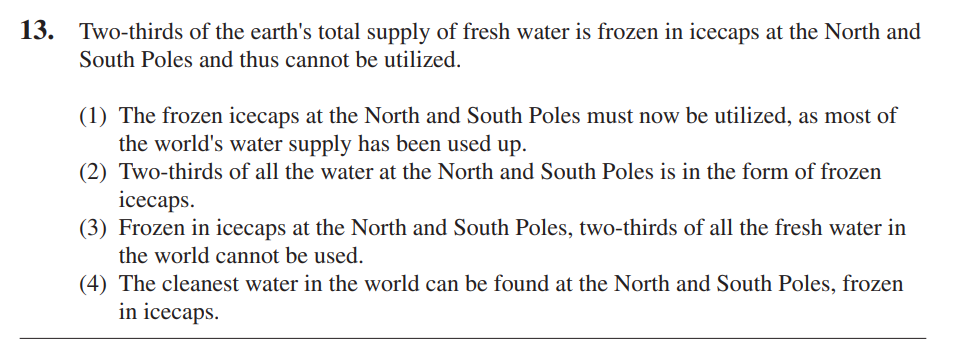 13. Two-thirds of the earth's total supply of fresh water is frozen in icecaps at the North and
South Poles and thus cannot be utilized.
(1) The frozen icecaps at the North and South Poles must now be utilized, as most of
the world's water supply has been used up.
(2) Two-thirds of all the water at the North and South Poles is in the form of frozen
icecaps.
(3) Frozen in icecaps at the North and South Poles, two-thirds of all the fresh water in
the world cannot be used.
(4) The cleanest water in the world can be found at the North and South Poles, frozen
in icecaps.